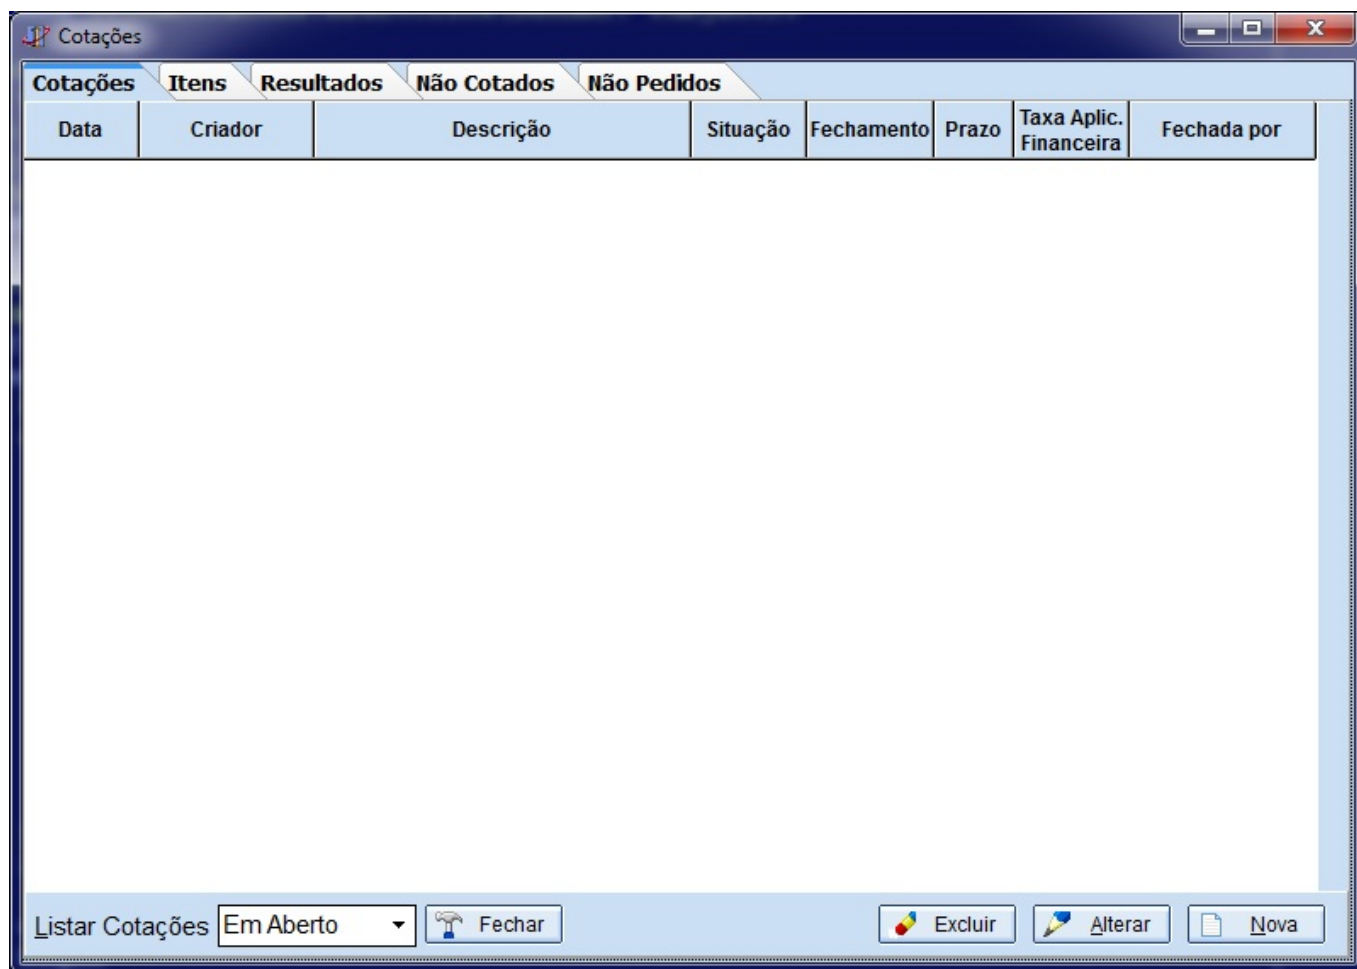 Cotações
Cotações Itens Resultados Não Cotados Não Pedidos
Data Criador Descrição Situação Fechamento Prazo Taxa Aplic. Financeira Fechada por
Listar Cotações Em Aberto Fechar Excluir Alterar Nova